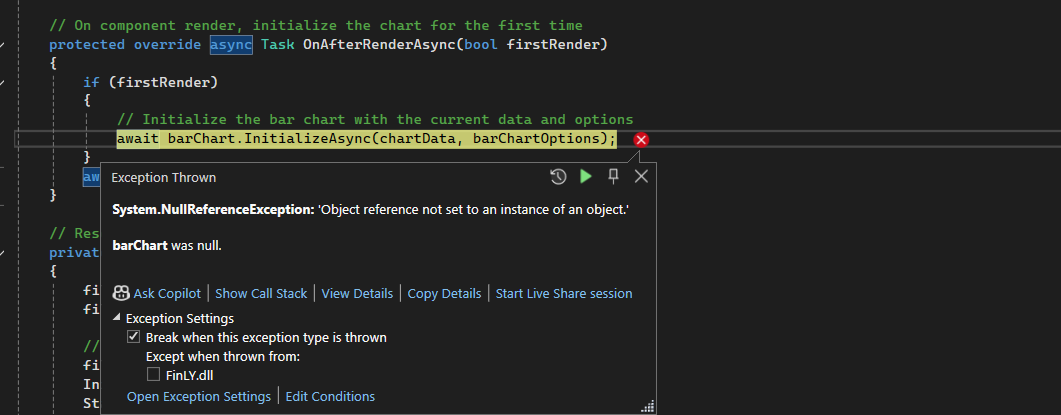 // On component render, initialize the chart for the first time
protected override async Task OnAfterRenderAsync(bool firstRender)
{
if (firstRender)
{
// Initialize the bar chart with the current data and options
await barChart.InitializeAsync(chartData, barChartOptions);
}
aw
}
Exception Thrown
System.NullReferenceException: 'Object reference not set to an instance of an object.'
barChart was null.
Ask Copilot | Show Call Stack | View Details | Copy Details | Start Live Share session
Exception Settings
Break when this exception type is thrown
Except when thrown from:
FinLY.dll
Open Exception Settings | Edit Conditions
// Res
privat
{
fi
fi
//
fi
In
St